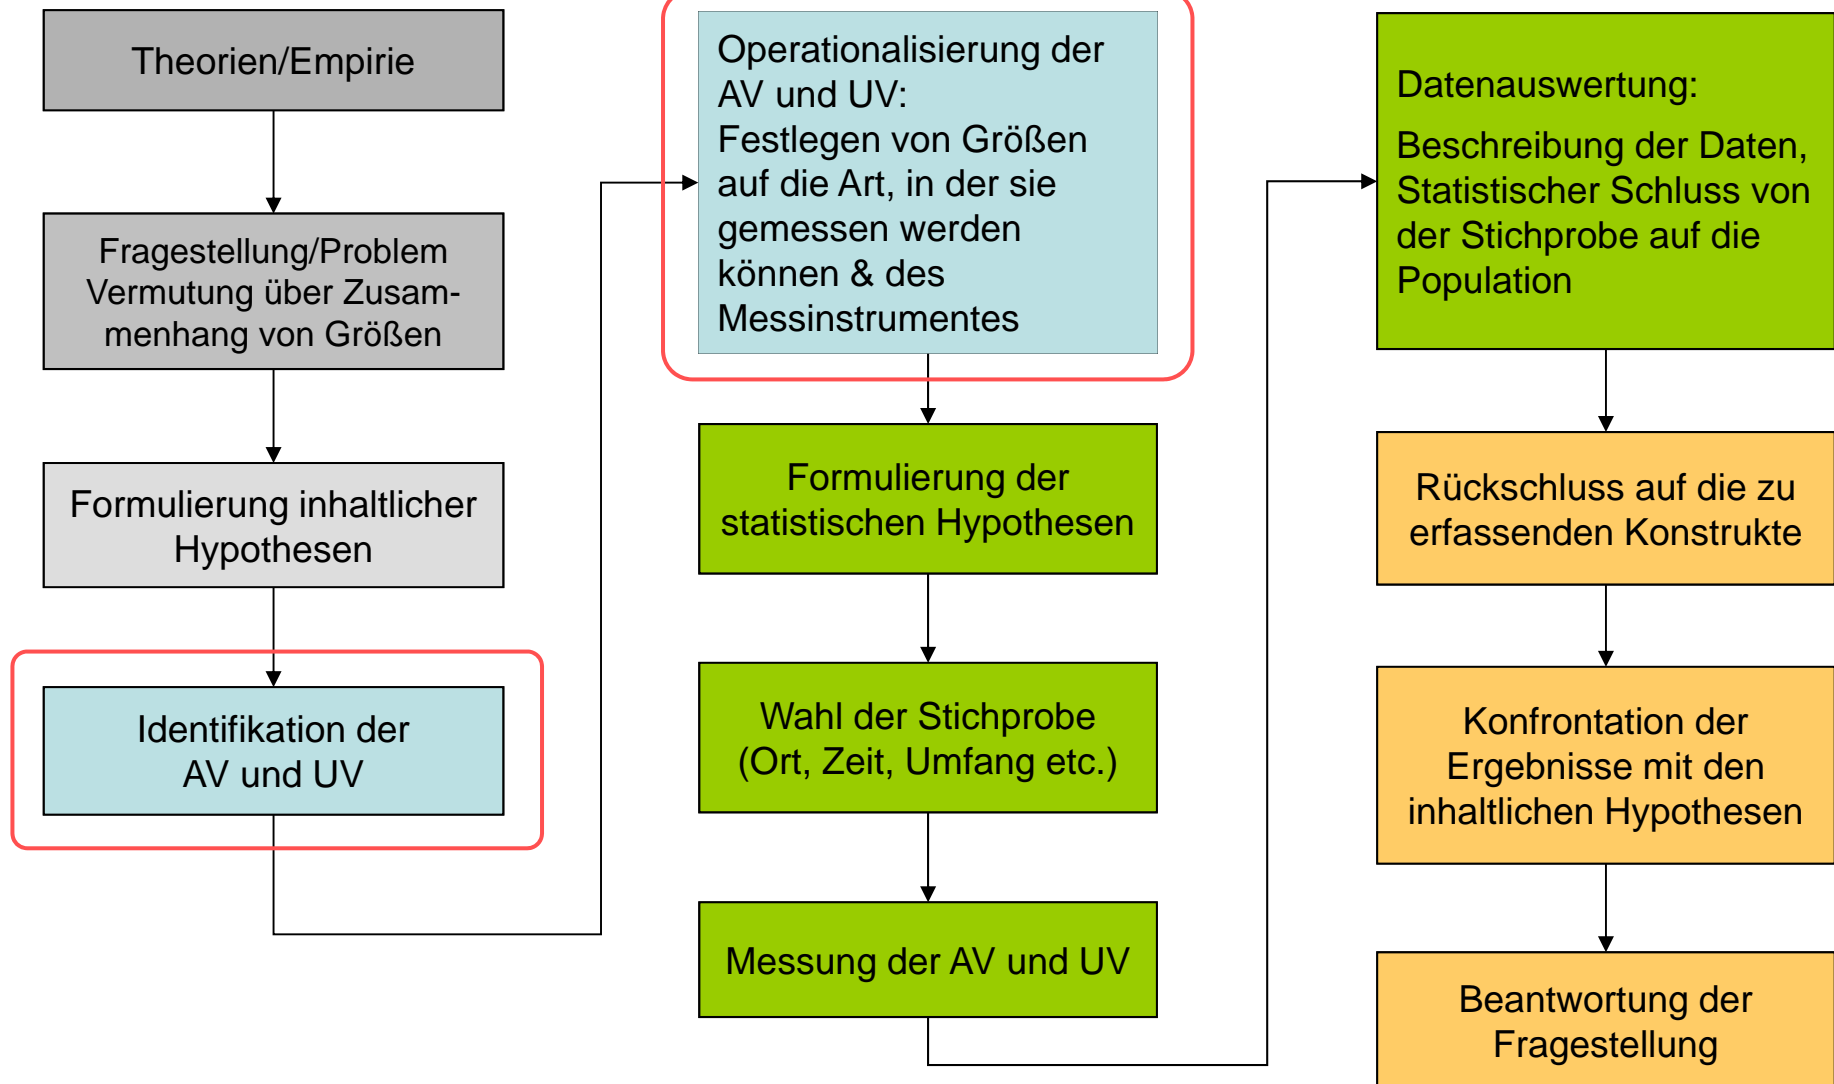 Theorien/Empirie
Fragestellung/Problem
Vermutung über Zusam-
menhang von Größen
Formulierung inhaltlicher
Hypothesen
Identifikation der
AV und UV
Operationalisierung der
AV und UV:
Festlegen von Größen
auf die Art, in der sie
gemessen werden
können & des
Messinstrumentes
Formulierung der
statistischen Hypothesen
Wahl der Stichprobe
(Ort, Zeit, Umfang etc.)
Messung der AV und UV
Datenauswertung:
Beschreibung der Daten,
Statistischer Schluss von
der Stichprobe auf die
Population
Rückschluss auf die zu
erfassenden Konstrukte
Konfrontation der
Ergebnisse mit den
inhaltlichen Hypothesen
Beantwortung der
Fragestellung